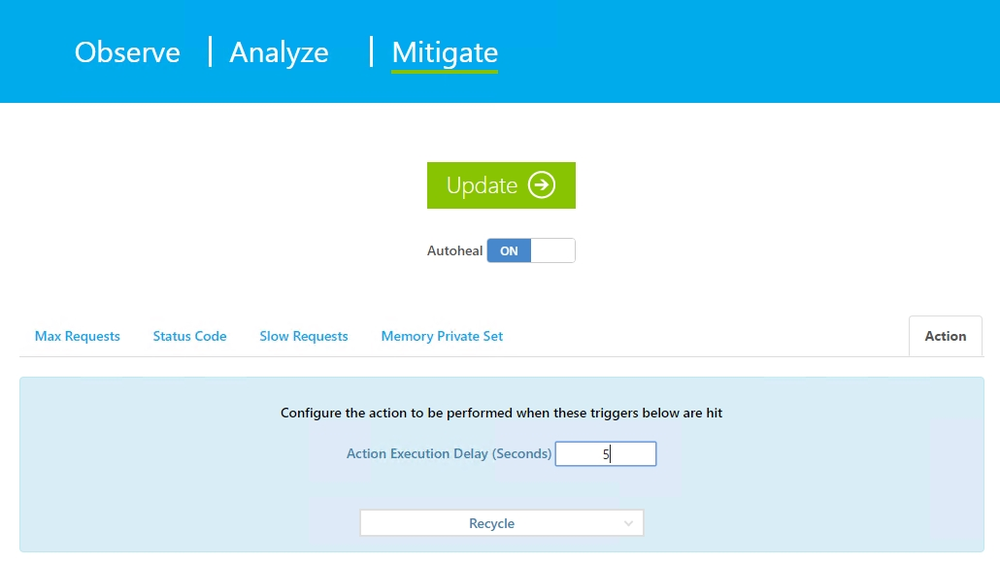 Observe | Analyze | Mitigate
Update
Autoheal ON
Max Requests Status Code Slow Requests Memory Private Set Action
Configure the action to be performed when these triggers below are hit
Action Execution Delay (Seconds) 5
Recycle